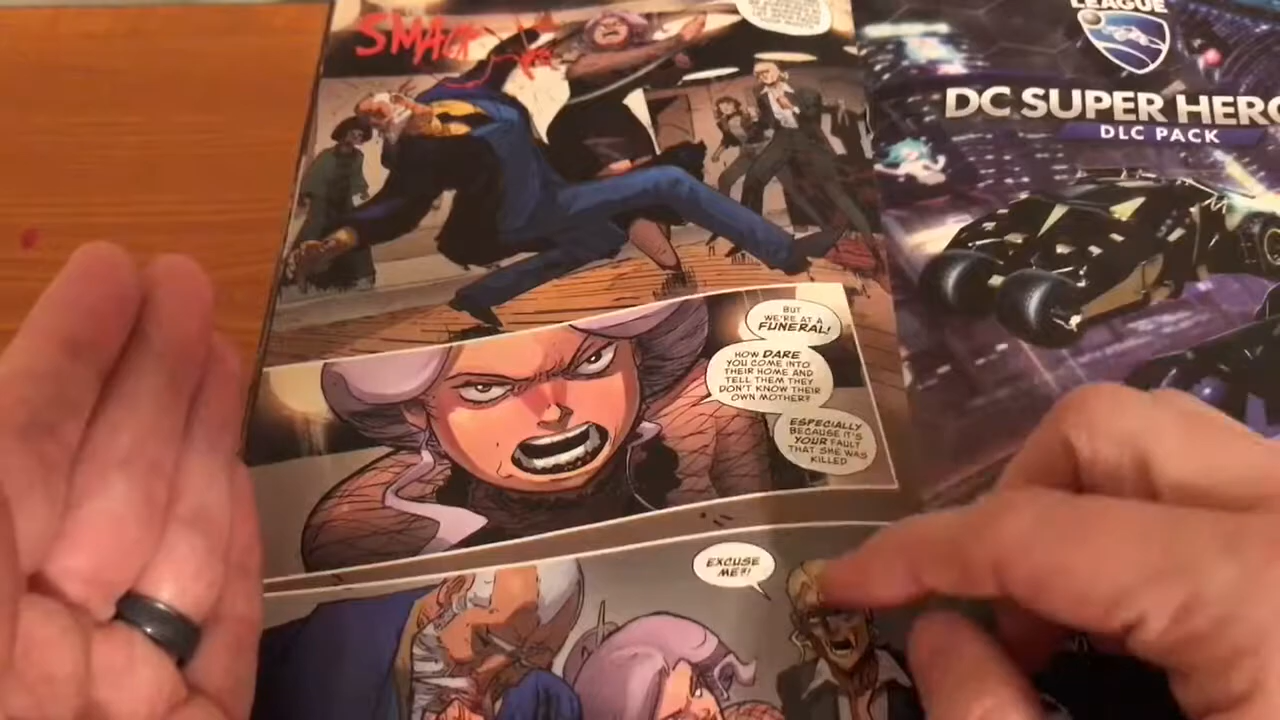 SMACK
BUT
WE'RE AT A
FUNERAL!
HOW DARE
YOU COME INTO
THEIR HOME AND
TELL THEM THEY
DON'T KNOW THEIR
OWN MOTHER?
ESPECIALLY
BECAUSE IT'S
YOUR FAULT
THAT SHE WAS
KILLED
EXCUSE
ME?!
LEAGUE
DC SUPER HERO
DLC PACK